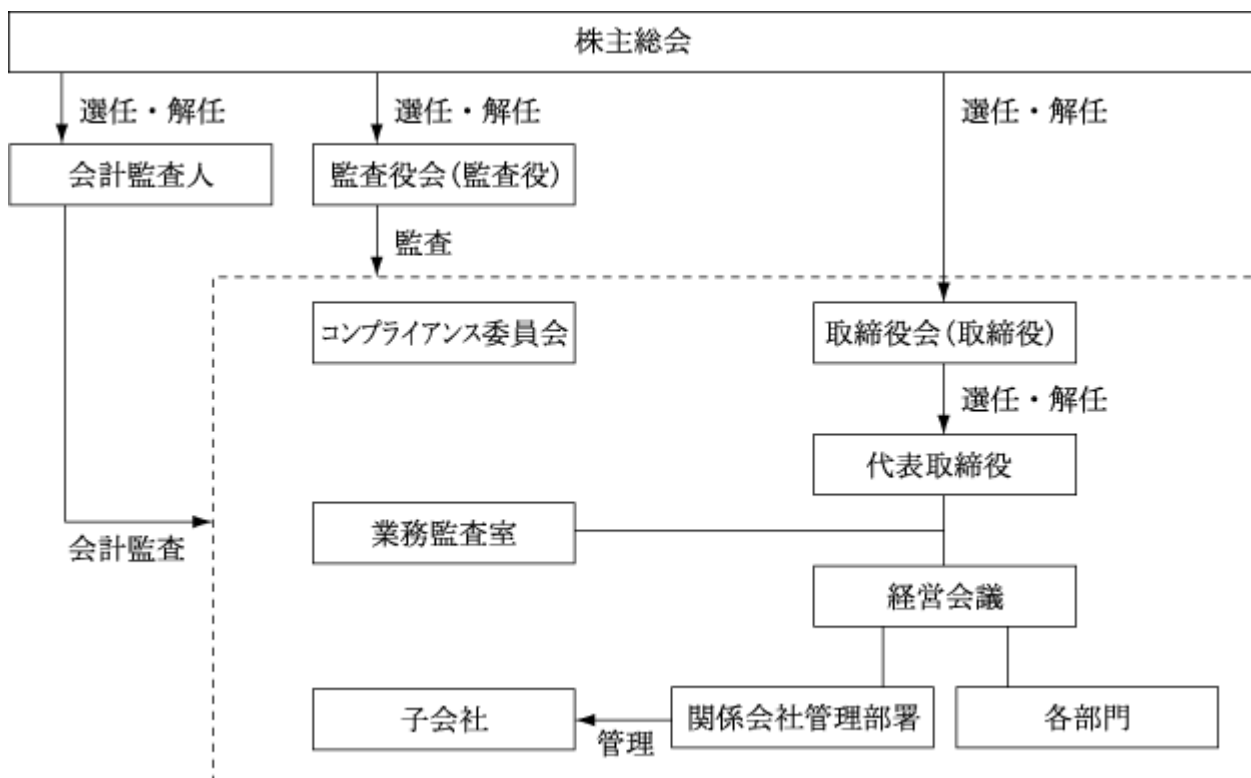 株主総会
選任・解任
選任・解任
選任・解任
会計監査人
監査役会(監査役)
監査
コンプライアンス委員会
取締役会(取締役)
選任・解任
代表取締役
業務監査室
会計監査
経営会議
子会社
関係会社管理部署
各部門
管理